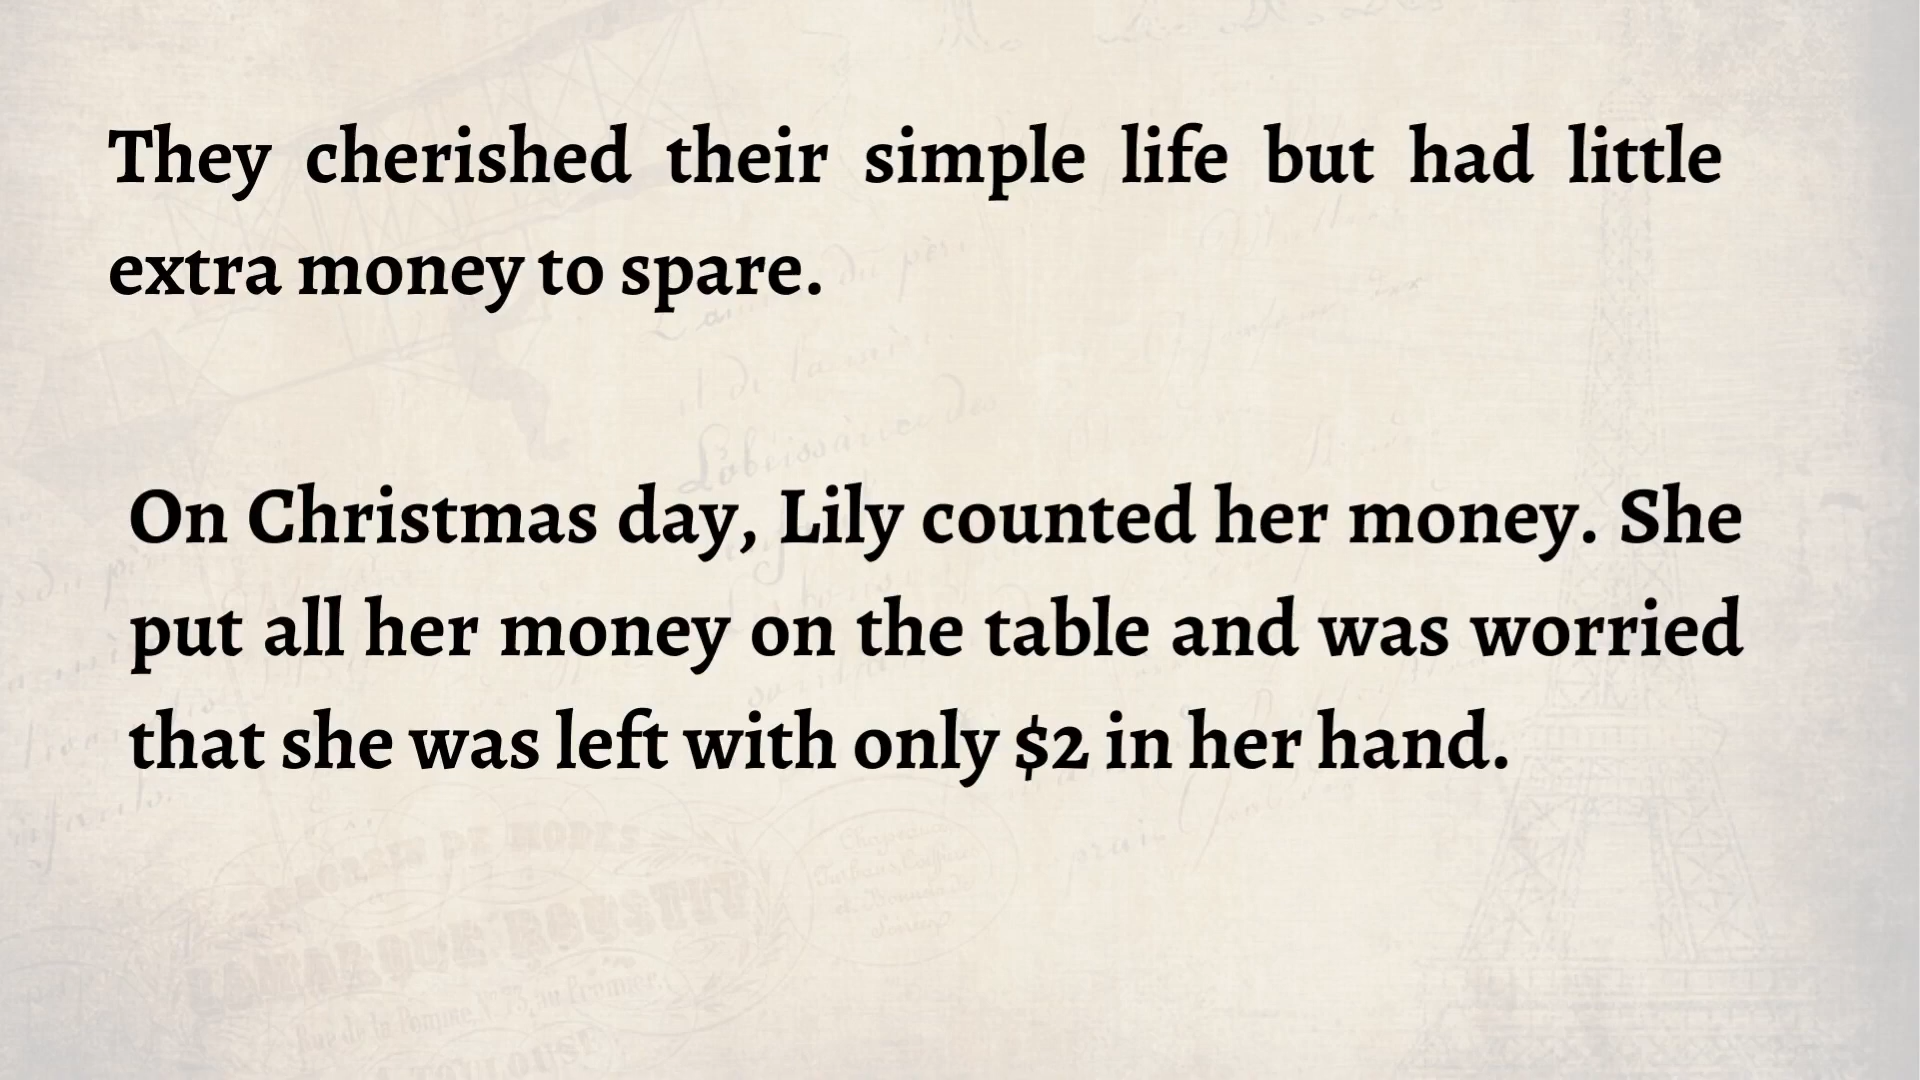 They cherished their simple life but had little
extra money to spare.
On Christmas day, Lily counted her money. She
put all her money on the table and was worried
that she was left with only $2 in her hand.